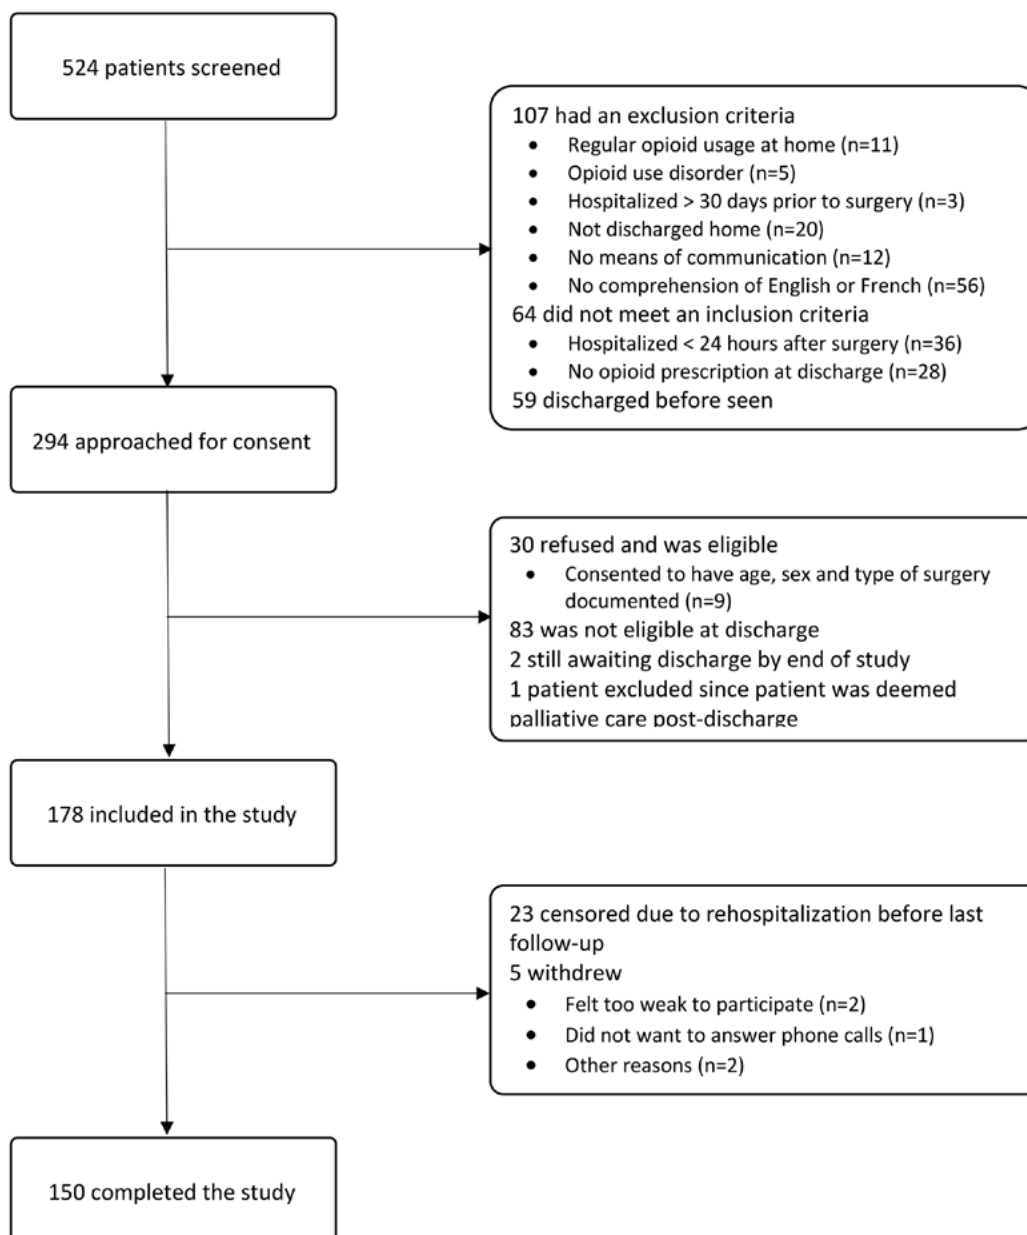 524 patients screened
107 had an exclusion criteria
• Regular opioid usage at home (n=11)
• Opioid use disorder (n=5)
• Hospitalized > 30 days prior to surgery (n=3)
• Not discharged home (n=20)
• No means of communication (n=12)
• No comprehension of English or French (n=56)
64 did not meet an inclusion criteria
• Hospitalized < 24 hours after surgery (n=36)
• No opioid prescription at discharge (n=28)
59 discharged before seen
294 approached for consent
30 refused and was eligible
• Consented to have age, sex and type of surgery
documented (n=9)
83 was not eligible at discharge
2 still awaiting discharge by end of study
1 patient excluded since patient was deemed
palliative care post-discharge
178 included in the study
23 censored due to rehospitalization before last
follow-up
5 withdrew
• Felt too weak to participate (n=2)
• Did not want to answer phone calls (n=1)
• Other reasons (n=2)
150 completed the study